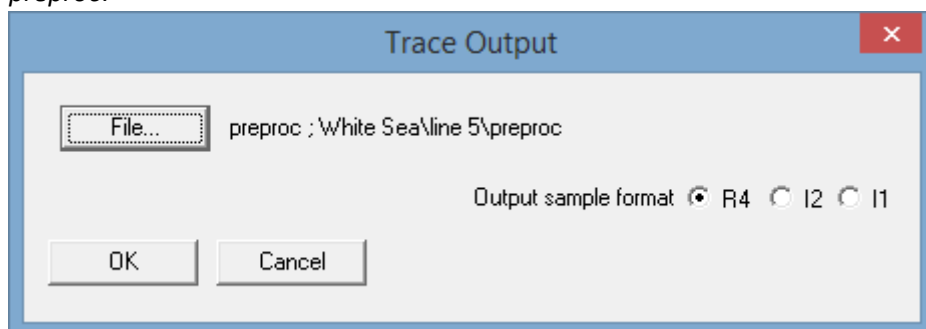 preproc.
Trace Output
File... preproc ; White Sea\line 5\preproc
Output sample format R4 I2 I1
OK Cancel